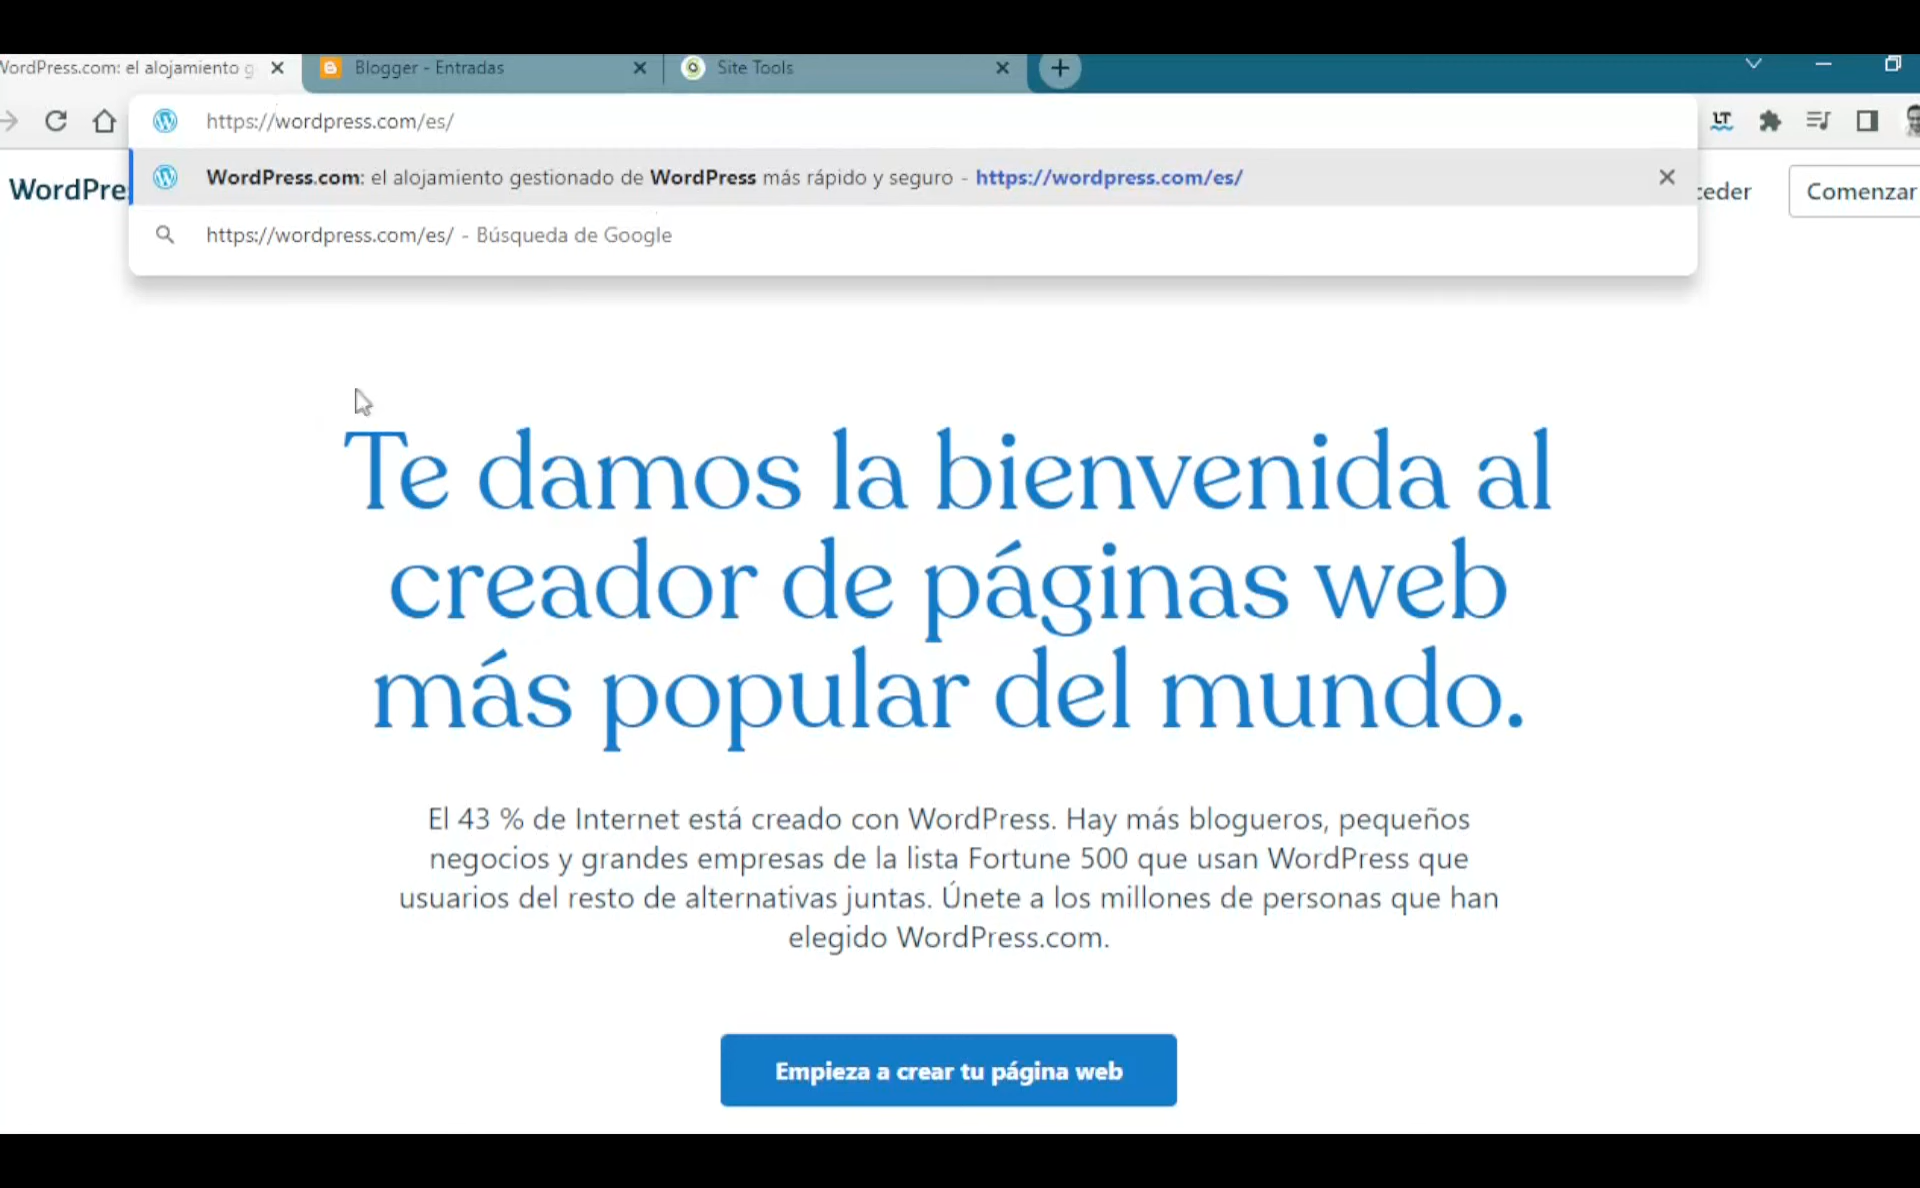 WordPress.com: el alojamiento g
Blogger - Entradas
Site Tools
https://wordpress.com/es/
WordPress.com: el alojamiento gestionado de WordPress más rápido y seguro - https://wordpress.com/es/
https://wordpress.com/es/ - Búsqueda de Google
WordPre
ceder
Comenzar
LT
Te damos la bienvenida al
creador de páginas web
más popular del mundo.
El 43 % de Internet está creado con WordPress. Hay más blogueros, pequeños
negocios y grandes empresas de la lista Fortune 500 que usan WordPress que
usuarios del resto de alternativas juntas. Únete a los millones de personas que han
elegido WordPress.com.
Empieza a crear tu página web